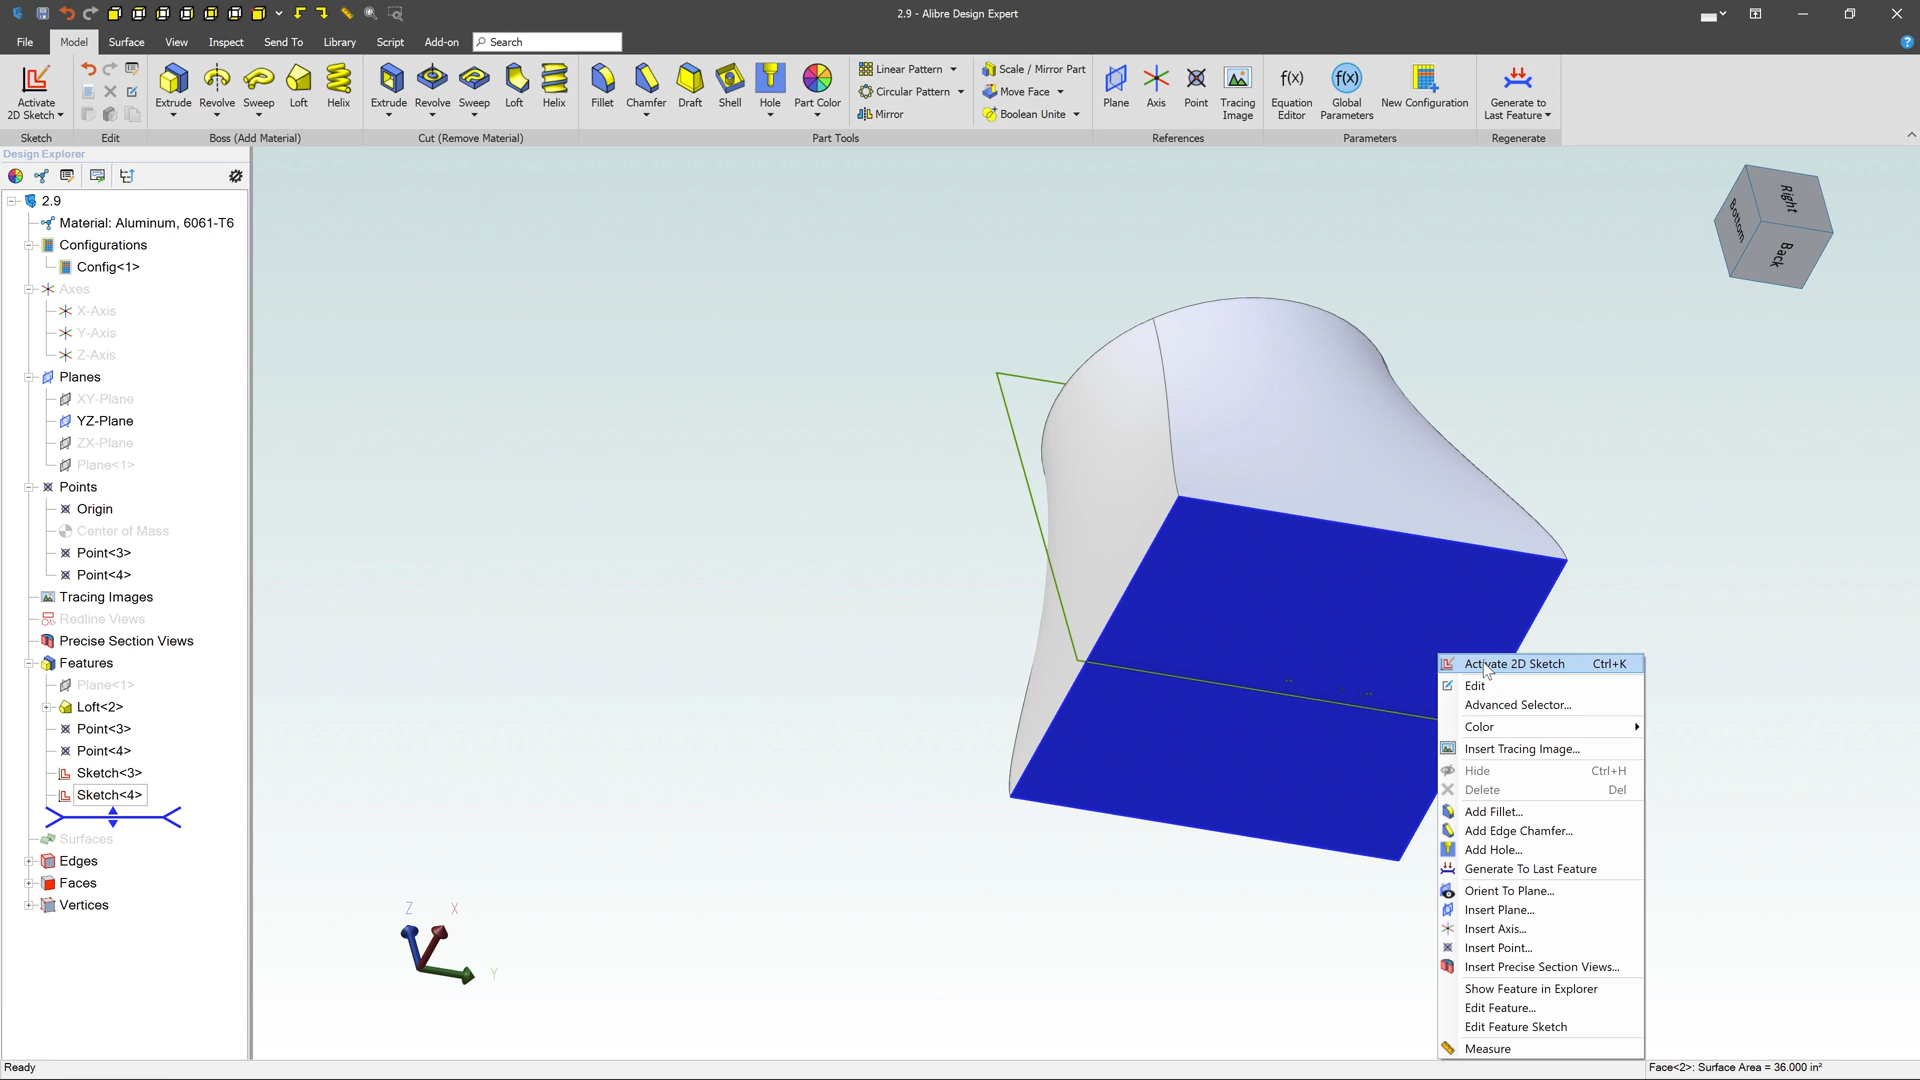 2.9 - Alibre Design Expert
File Model Surface View Inspect Send To Library Script Add-on Search
Activate 2D Sketch
Extrude Revolve Sweep Loft Helix
Extrude Revolve Sweep Loft Helix
Fillet Chamfer Draft Shell Hole Part Color
Linear Pattern
Circular Pattern
Mirror
Scale / Mirror Part
Move Face
Boolean Unite
Plane Axis Point Tracing Image
Equation Editor
f(x)
Global Parameters
f(x)
New Configuration
Generate to Last Feature
Sketch Edit Boss (Add Material) Cut (Remove Material) Part Tools References Parameters Regenerate
Design Explorer
2.9
Material: Aluminum, 6061-T6
Configurations
Config<1>
Axes
X-Axis
Y-Axis
Z-Axis
Planes
XY-Plane
YZ-Plane
ZX-Plane
Plane<1>
Points
Origin
Center of Mass
Point<3>
Point<4>
Tracing Images
Redline Views
Precise Section Views
Features
Plane<1>
Loft<2>
Point<3>
Point<4>
Sketch<3>
Sketch<4>
Surfaces
Edges
Faces
Vertices
Right
Bottom
Back
Z X
Y
Activate 2D Sketch Ctrl+K
Edit
Advanced Selector...
Color
Insert Tracing Image...
Hide Ctrl+H
Delete Del
Add Fillet...
Add Edge Chamfer...
Add Hole...
Generate To Last Feature
Orient To Plane...
Insert Plane...
Insert Axis...
Insert Point...
Insert Precise Section Views...
Show Feature in Explorer
Edit Feature...
Edit Feature Sketch
Measure
Ready
Face<2>: Surface Area = 36.000 in²